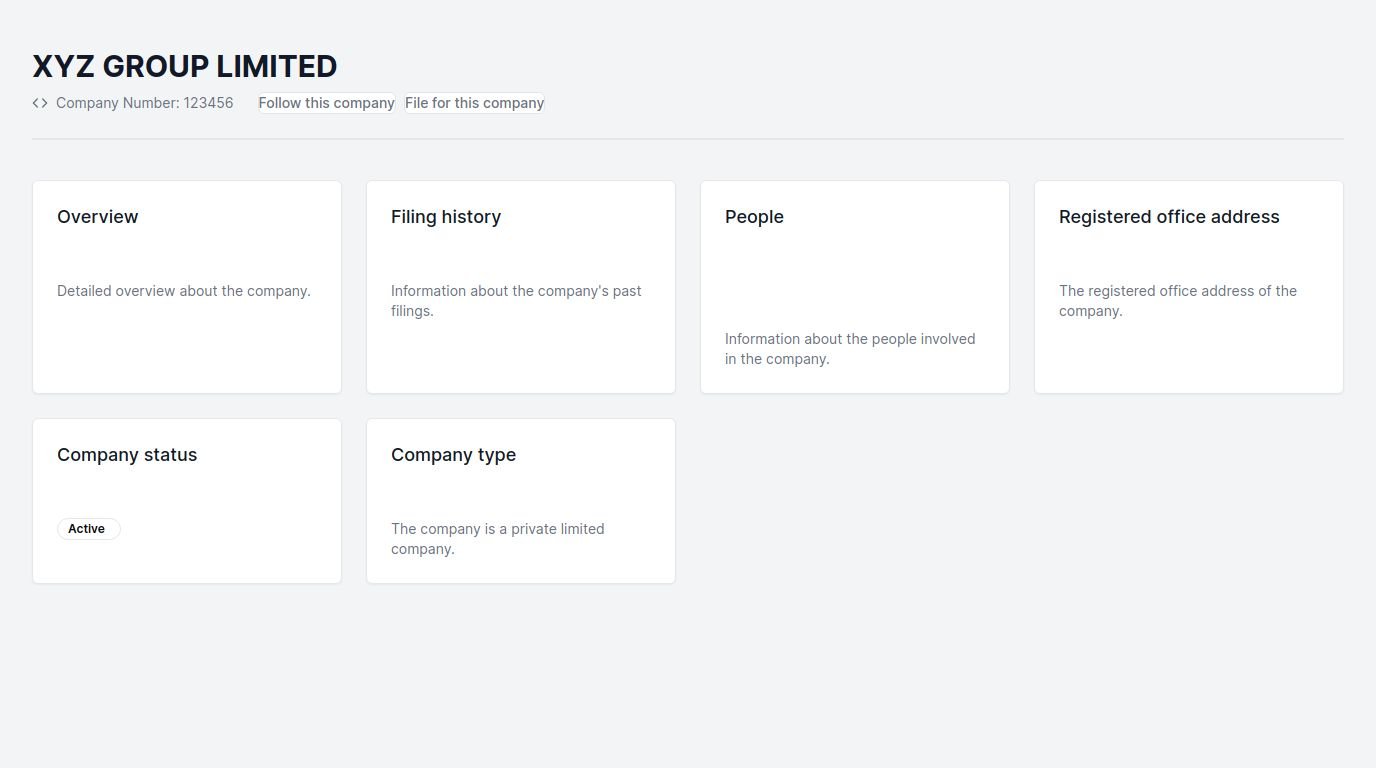 XYZ GROUP LIMITED
Company Number: 123456 Follow this company File for this company
Overview
Detailed overview about the company.
Filing history
Information about the company's past
filings.
People
Information about the people involved
in the company.
Registered office address
The registered office address of the
company.
Company status
Active
Company type
The company is a private limited
company.